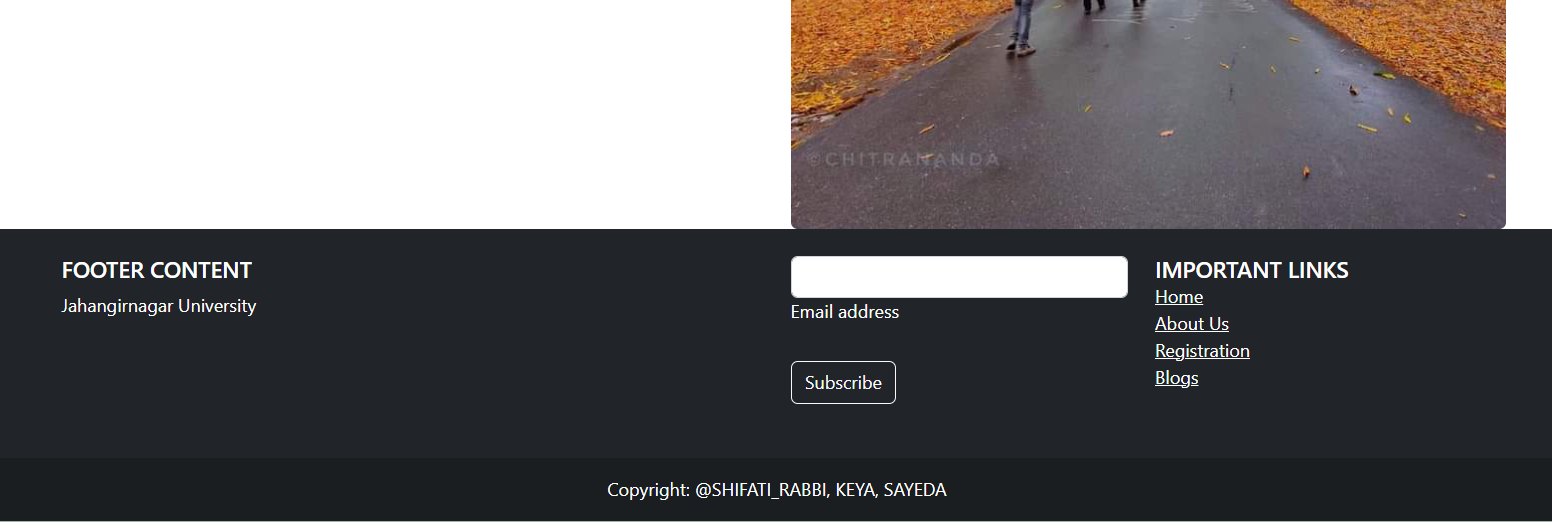 ©CHITRANANDA
FOOTER CONTENT
Jahangirnagar University
Email address
Subscribe
IMPORTANT LINKS
Home
About Us
Registration
Blogs
Copyright: @SHIFATI_RABBI, KEYA, SAYEDA